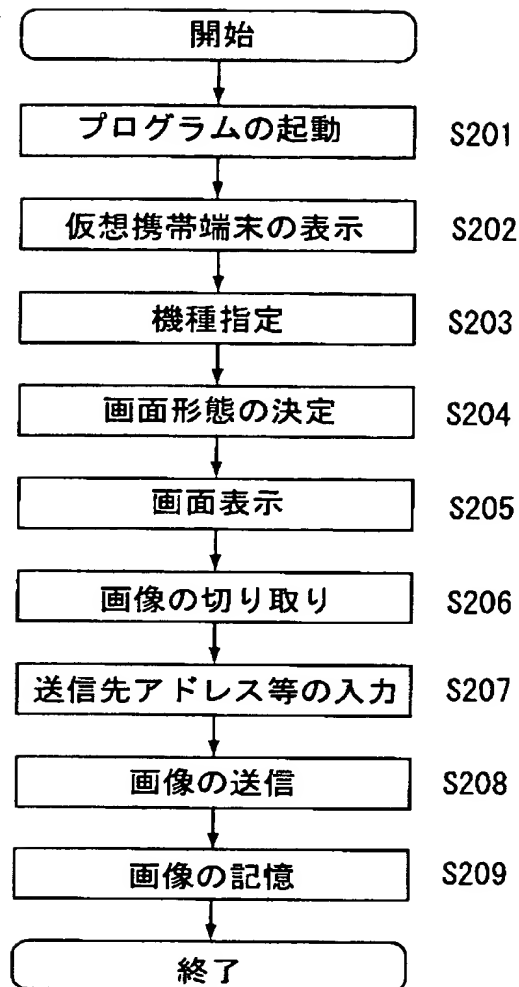 開始
プログラムの起動 S201
仮想携帯端末の表示 S202
機種指定 S203
画面形態の決定 S204
画面表示 S205
画像の切り取り S206
送信先アドレス等の入力 S207
画像の送信 S208
画像の記憶 S209
終了